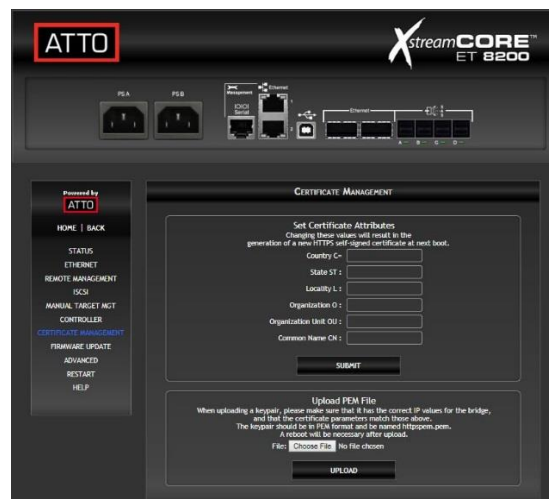 ATTO
XstreamCORE™
ET 8200
PS A
PS B
Management
Ethernet
IOIOI
Serial
1
2
Ethernet
A
B
C
D
Powered by
ATTO
HOME | BACK
STATUS
ETHERNET
REMOTE MANAGEMENT
ISCSI
MANUAL TARGET MGT
CONTROLLER
CERTIFICATE MANAGEMENT
FIRMWARE UPDATE
ADVANCED
RESTART
HELP
CERTIFICATE MANAGEMENT
Set Certificate Attributes
Changing these values will result in the
generation of a new HTTPS self-signed certificate at next boot.
Country C=
State ST :
Locality L :
Organization O :
Organization Unit OU :
Common Name CN :
SUBMIT
Upload PEM File
When uploading a keypair, please make sure that it has the correct IP values for the bridge,
and that the certificate parameters match those above.
The keypair should be in PEM format and be named httpspem.pem.
A reboot will be necessary after upload.
File: Choose File No file chosen
UPLOAD